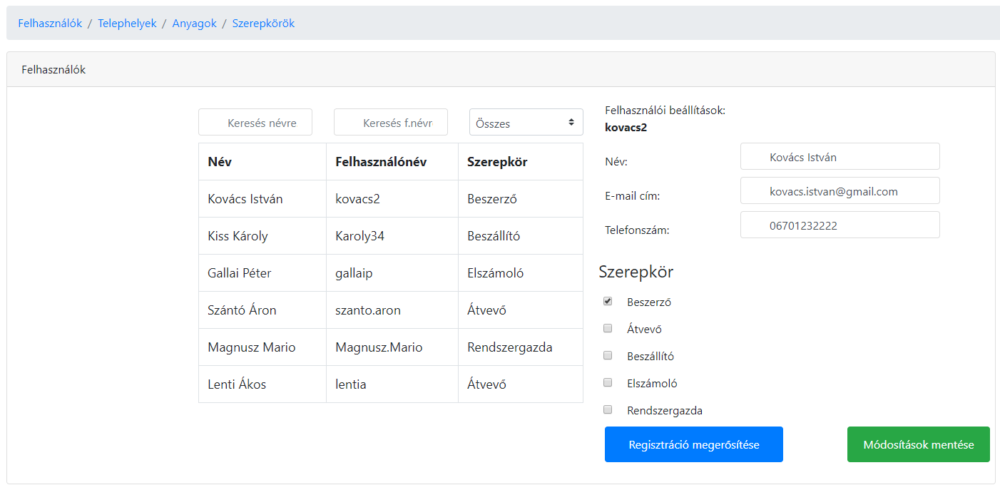 Felhasználók / Telephelyek / Anyagok / Szerepkörök
Felhasználók
Keresés névre
Keresés f.névr
Összes
Név Felhasználónév Szerepkör
Kovács István kovacs2 Beszerző
Kiss Károly Karoly34 Beszállító
Gallai Péter gallaip Elszámoló
Szántó Áron szanto.aron Átvevő
Magnusz Mario Magnusz.Mario Rendszergazda
Lenti Ákos lentia Átvevő
Felhasználói beállítások:
kovacs2
Név: Kovács István
E-mail cím: kovacs.istvan@gmail.com
Telefonszám: 06701232222
Szerepkör
Beszerző
Átvevő
Beszállító
Elszámoló
Rendszergazda
Regisztráció megerősítése
Módosítások mentése